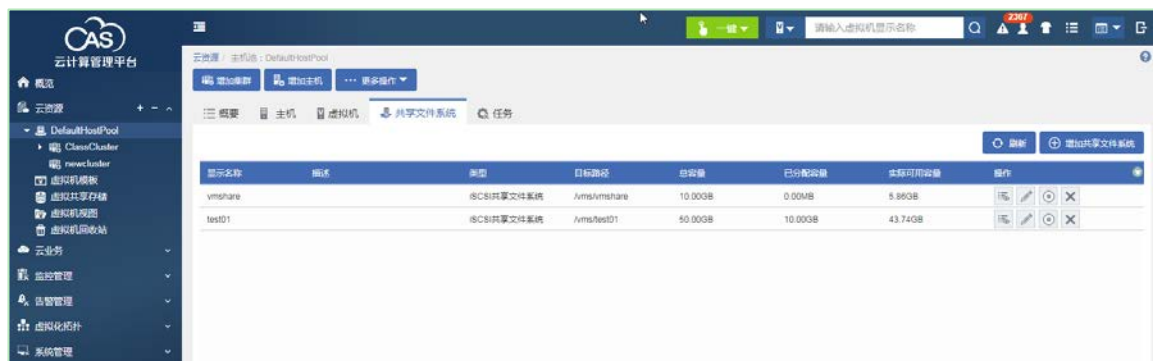 CAS
云计算管理平台
一键
请输入虚拟机显示名称
2367
云资源 / 主机池:DefaultHostPool
增加集群
增加主机
更多操作
概览
云资源
DefaultHostPool
ClassCluster
newcluster
虚拟机模板
虚拟共享存储
虚拟机视图
虚拟机回收站
云业务
监控管理
告警管理
虚拟化拓扑
系统管理
概要 主机 虚拟机 共享文件系统 任务
刷新 增加共享文件系统
显示名称 描述 类型 目标路径 总容量 已分配容量 实际可用容量 操作
vmshare iSCSI共享文件系统 /vms/vmshare 10.00GB 0.00MB 5.86GB
test01 iSCSI共享文件系统 /vms/test01 50.00GB 10.00GB 43.74GB